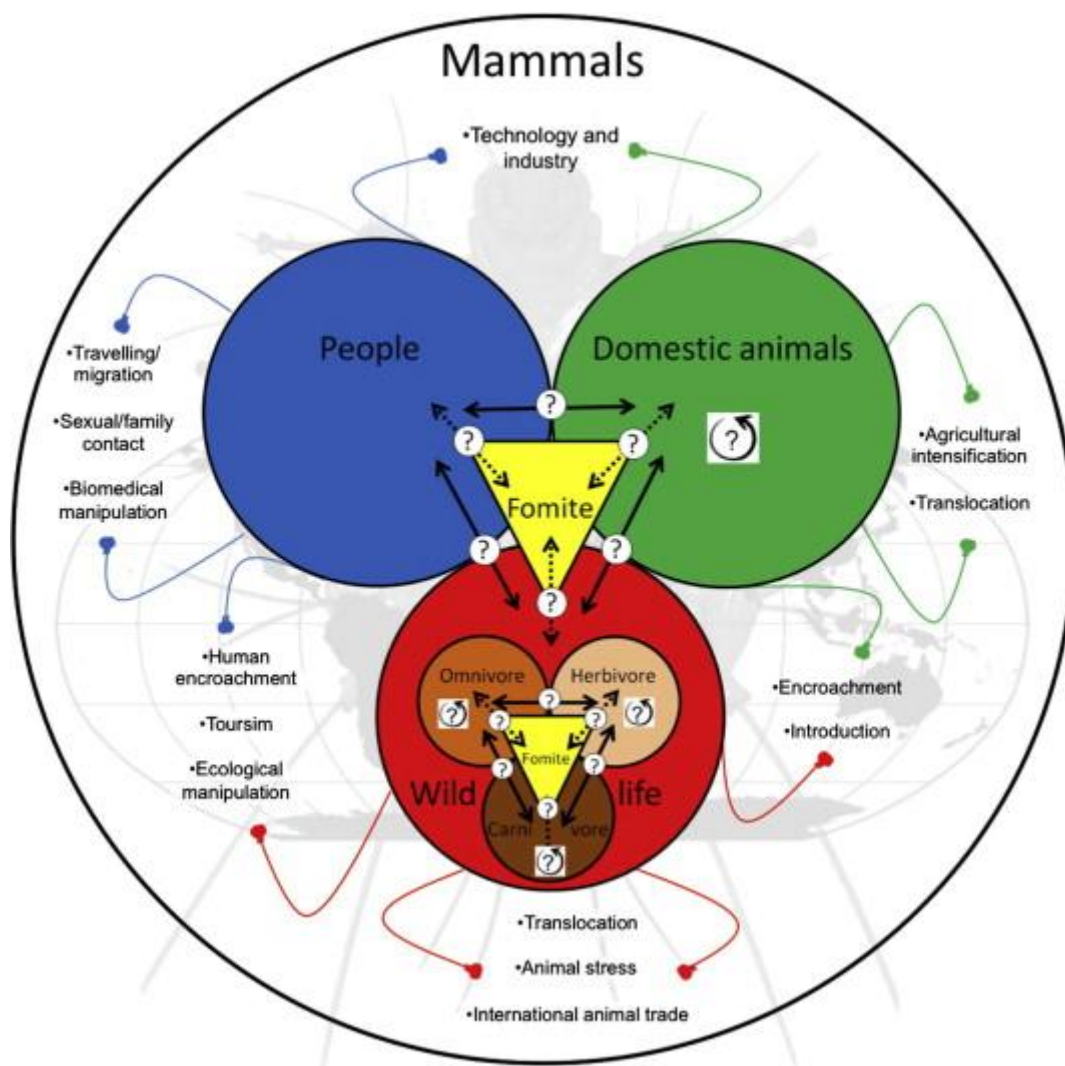 Mammals
•Technology and
industry
People
Domestic animals
•Travelling/
migration
•Sexual/family
contact
•Biomedical
manipulation
•Agricultural
intensification
•Translocation
?
?
?
?
Fomite
?
?
?
•Human
encroachment
•Toursim
•Ecological
manipulation
•Encroachment
•Introduction
Omnivore
Herbivore
?
?
?
?
?
Fomite
?
?
Wild life
?
Carni vore
?
•Translocation
•Animal stress
•International animal trade